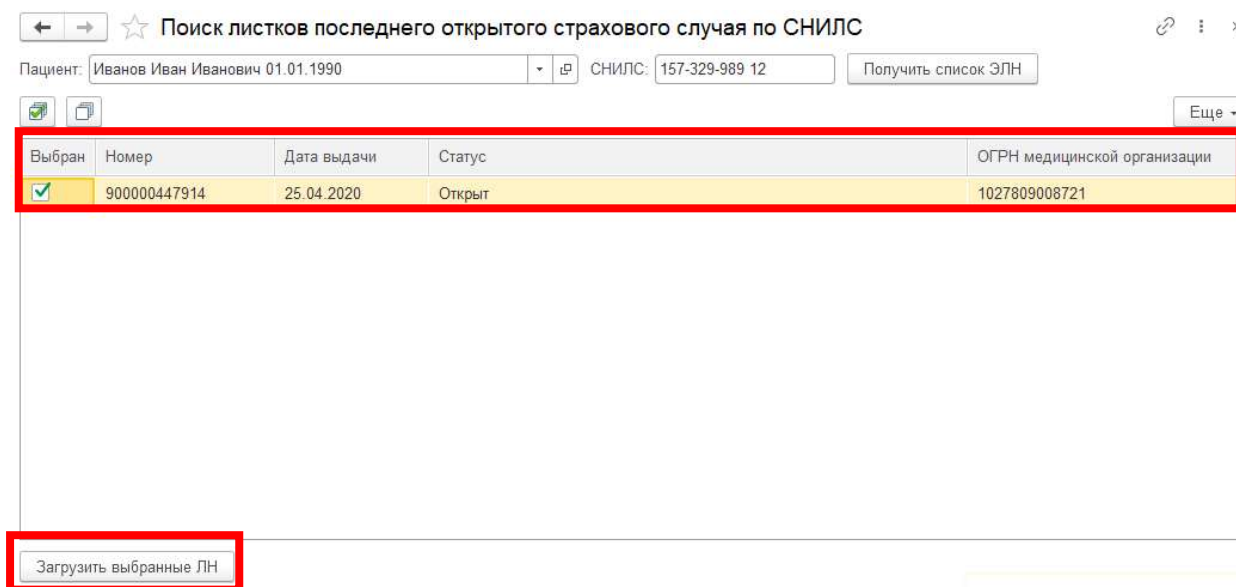 Поиск листков последнего открытого страхового случая по СНИЛС
Пациент: Иванов Иван Иванович 01.01.1990 СНИЛС: 157-329-989 12 Получить список ЭЛН
Еще
Выбран Номер Дата выдачи Статус ОГРН медицинской организации
900000447914 25.04.2020 Открыт 1027809008721
Загрузить выбранные ЛН